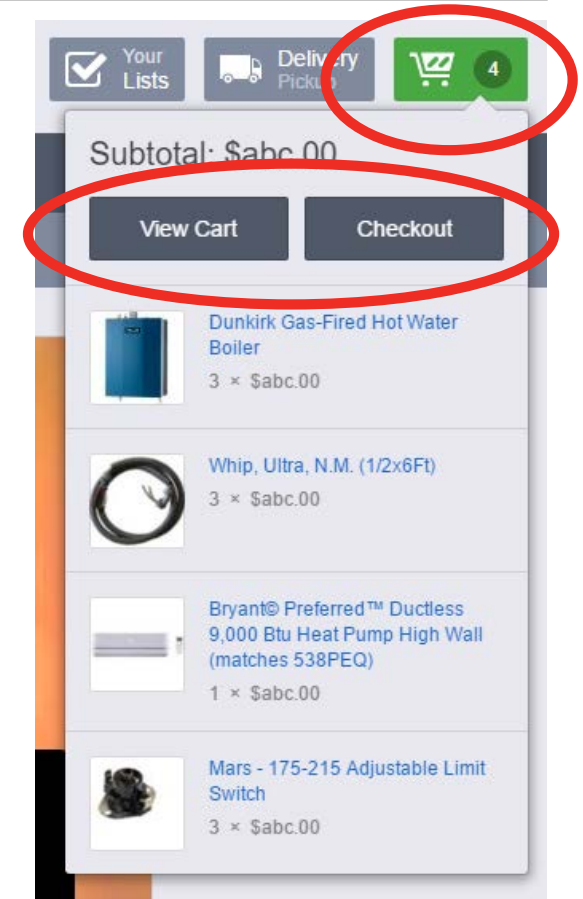 Your
Lists
Delivery
Pickup
4
Subtotal: $abc.00
View Cart
Checkout
Dunkirk Gas-Fired Hot Water
Boiler
3 × $abc.00
Whip, Ultra, N.M. (1/2x6Ft)
3 × $abc.00
Bryant© Preferred™ Ductless
9,000 Btu Heat Pump High Wall
(matches 538PEQ)
1 × $abc.00
Mars - 175-215 Adjustable Limit
Switch
3 × $abc.00